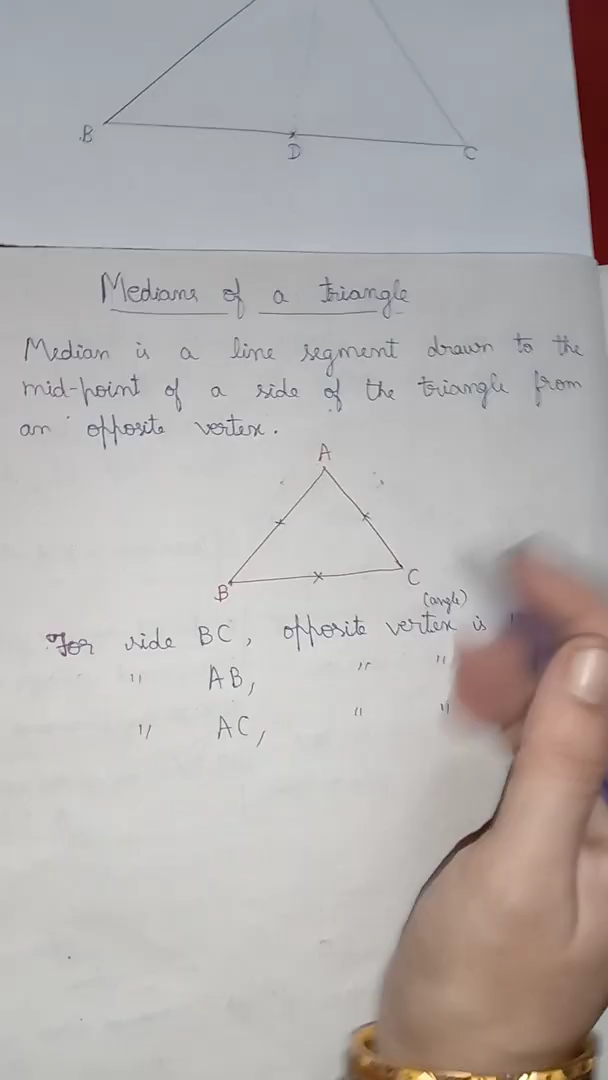 B
D
C
Medians of a triangle
Median is a line segment drawn to the
mid-point of a side of the triangle from
an opposite vertex.
A
B
C
(angle)
For side BC, opposite vertex is
" AB, " "
" AC, " "